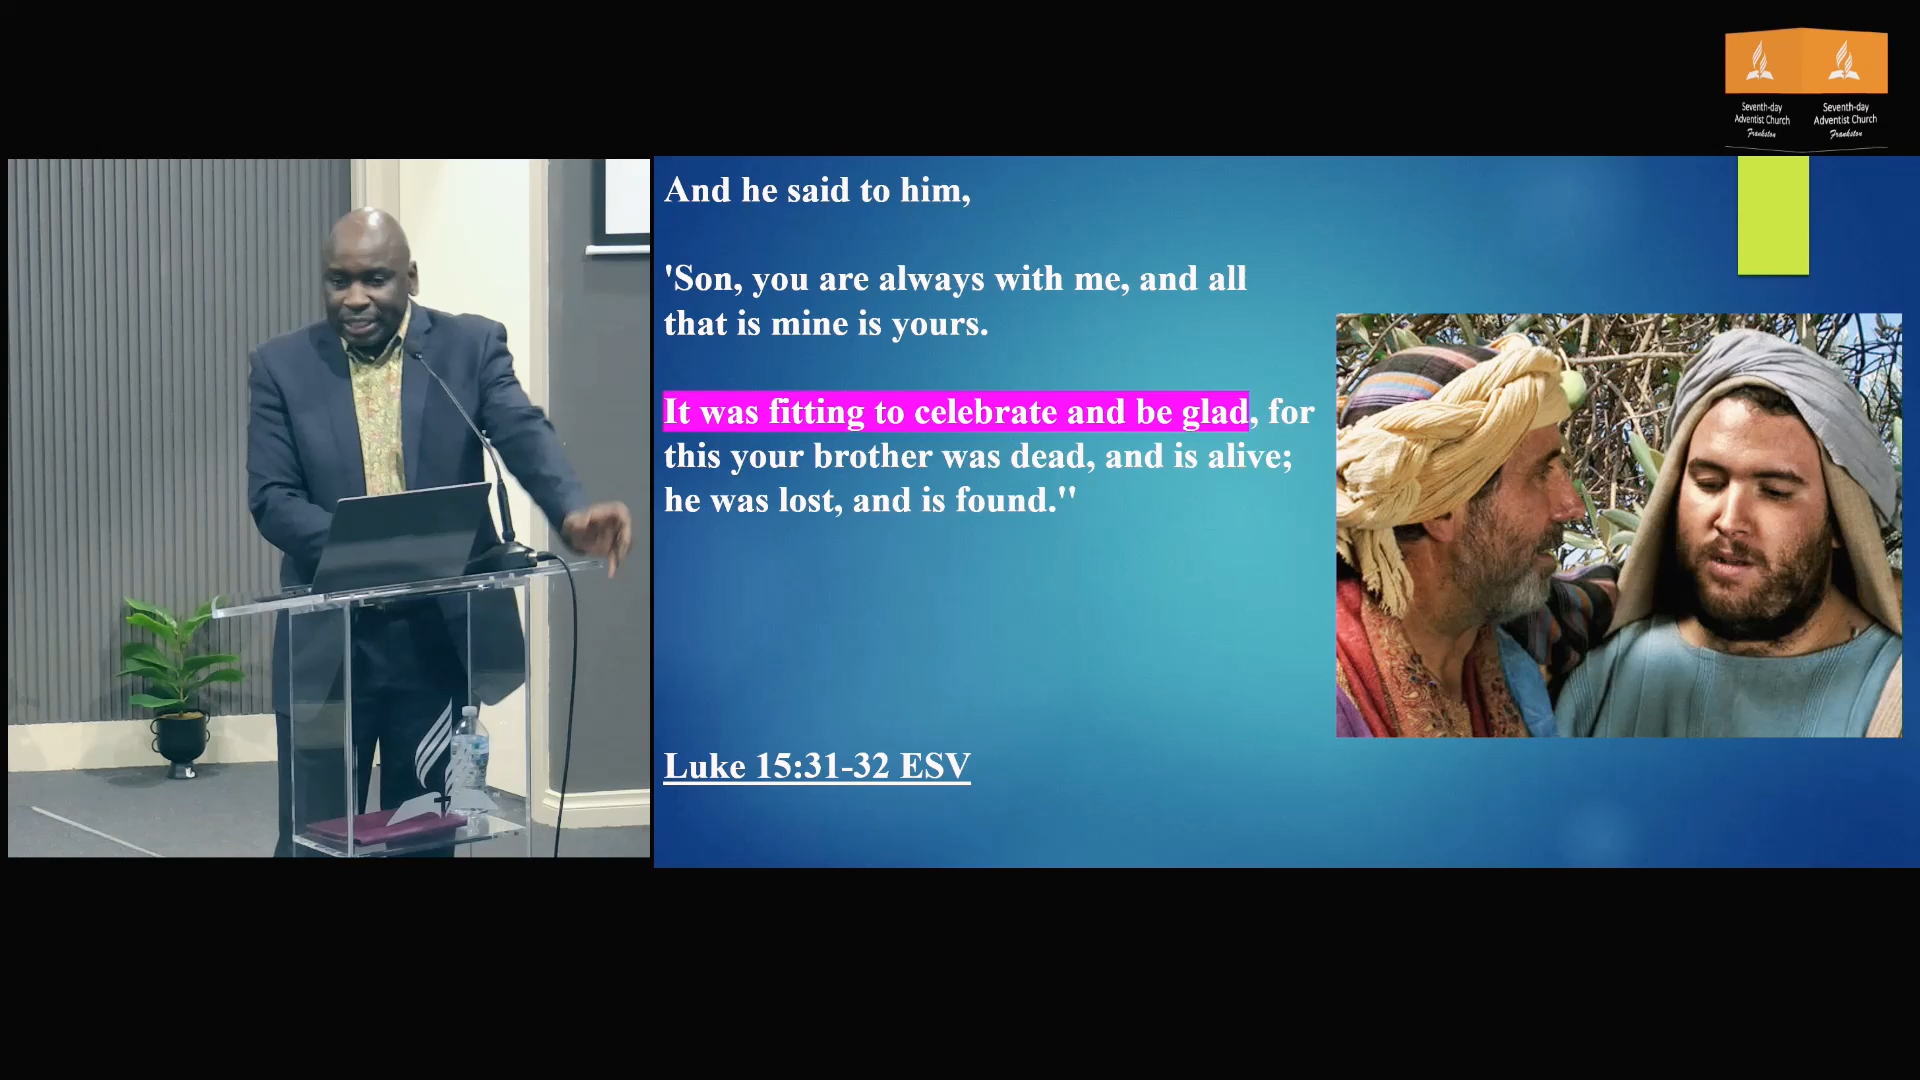 Seventh-day
Adventist Church
Frankston
Seventh-day
Adventist Church
Frankston
And he said to him,
'Son, you are always with me, and all
that is mine is yours.
It was fitting to celebrate and be glad, for
this your brother was dead, and is alive;
he was lost, and is found."
Luke 15:31-32 ESV